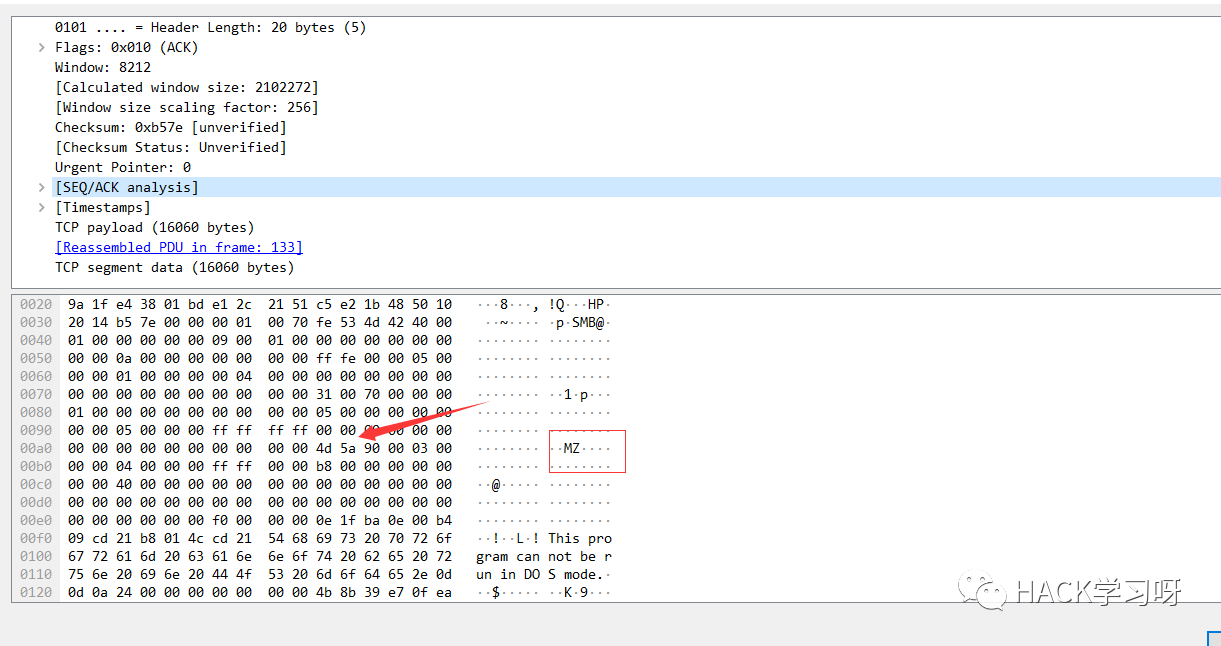 0101 .... = Header Length: 20 bytes (5)
Flags: 0x010 (ACK)
Window: 8212
[Calculated window size: 2102272]
[Window size scaling factor: 256]
Checksum: 0xb57e [unverified]
[Checksum Status: Unverified]
Urgent Pointer: 0
[SEQ/ACK analysis]
[Timestamps]
TCP payload (16060 bytes)
[Reassembled PDU in frame: 133]
TCP segment data (16060 bytes)
0020 9a 1f e4 38 01 bd e1 2c 21 51 c5 e2 1b 48 50 10 ···8···, !Q···HP·
0030 20 14 b5 7e 00 00 00 01 00 70 fe 53 4d 42 40 00 ··~···· ·p·SMB@·
0040 01 00 00 00 00 00 09 00 01 00 00 00 00 00 00 00 ········ ········
0050 00 00 0a 00 00 00 00 00 00 00 ff fe 00 00 05 00 ········ ········
0060 00 00 01 00 00 00 00 04 00 00 00 00 00 00 00 00 ········ ········
0070 00 00 00 00 00 00 00 00 00 00 31 00 70 00 00 00 ········ ··1·p···
0080 01 00 00 00 00 00 00 00 00 00 05 00 00 00 00 00 ········ ········
0090 00 00 05 00 00 00 ff ff ff ff 00 00 00 00 00 00 ········ ········
00a0 00 00 00 00 00 00 00 00 00 00 4d 5a 90 00 03 00 ········ ··MZ····
00b0 00 00 04 00 00 00 ff ff 00 00 b8 00 00 00 00 00 ········ ········
00c0 00 00 40 00 00 00 00 00 00 00 00 00 00 00 00 00 ··@····· ········
00d0 00 00 00 00 00 00 00 00 00 00 00 00 00 00 00 00 ········ ········
00e0 00 00 00 00 00 00 f0 00 00 00 0e 1f ba 0e 00 b4 ········ ········
00f0 09 cd 21 b8 01 4c cd 21 54 68 69 73 20 70 72 6f ··!··L·! This pro
0100 67 72 61 6d 20 63 61 6e 6e 6f 74 20 62 65 20 72 gram can not be r
0110 75 6e 20 69 6e 20 44 4f 53 20 6d 6f 64 65 2e 0d un in DO S mode.·
0120 0d 0a 24 00 00 00 00 00 00 00 4b 8b 39 e7 0f ea ··$····· ··K·9···
HACK学习呀